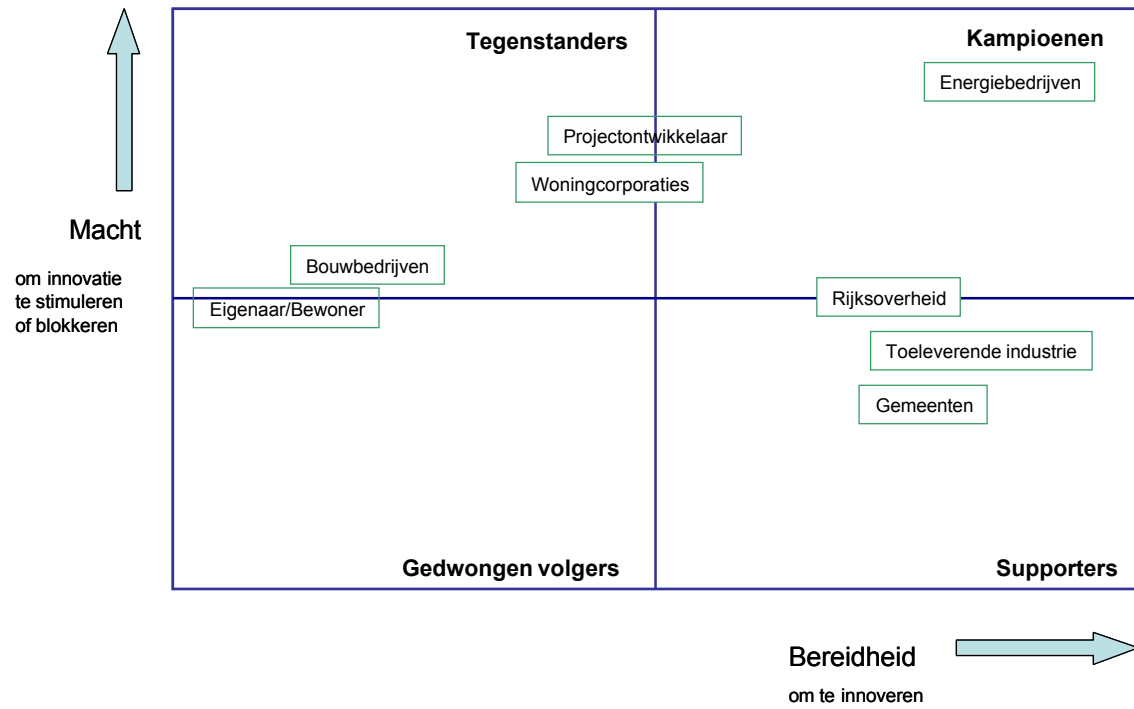 Tegenstanders
Kampioenen
Energiebedrijven
Projectontwikkelaar
Woningcorporaties
Macht
om innovatie
te stimuleren
of blokkeren
Bouwbedrijven
Eigenaar/Bewoner
Rijksoverheid
Toeleverende industrie
Gemeenten
Gedwongen volgers
Supporters
Bereidheid
om te innoveren